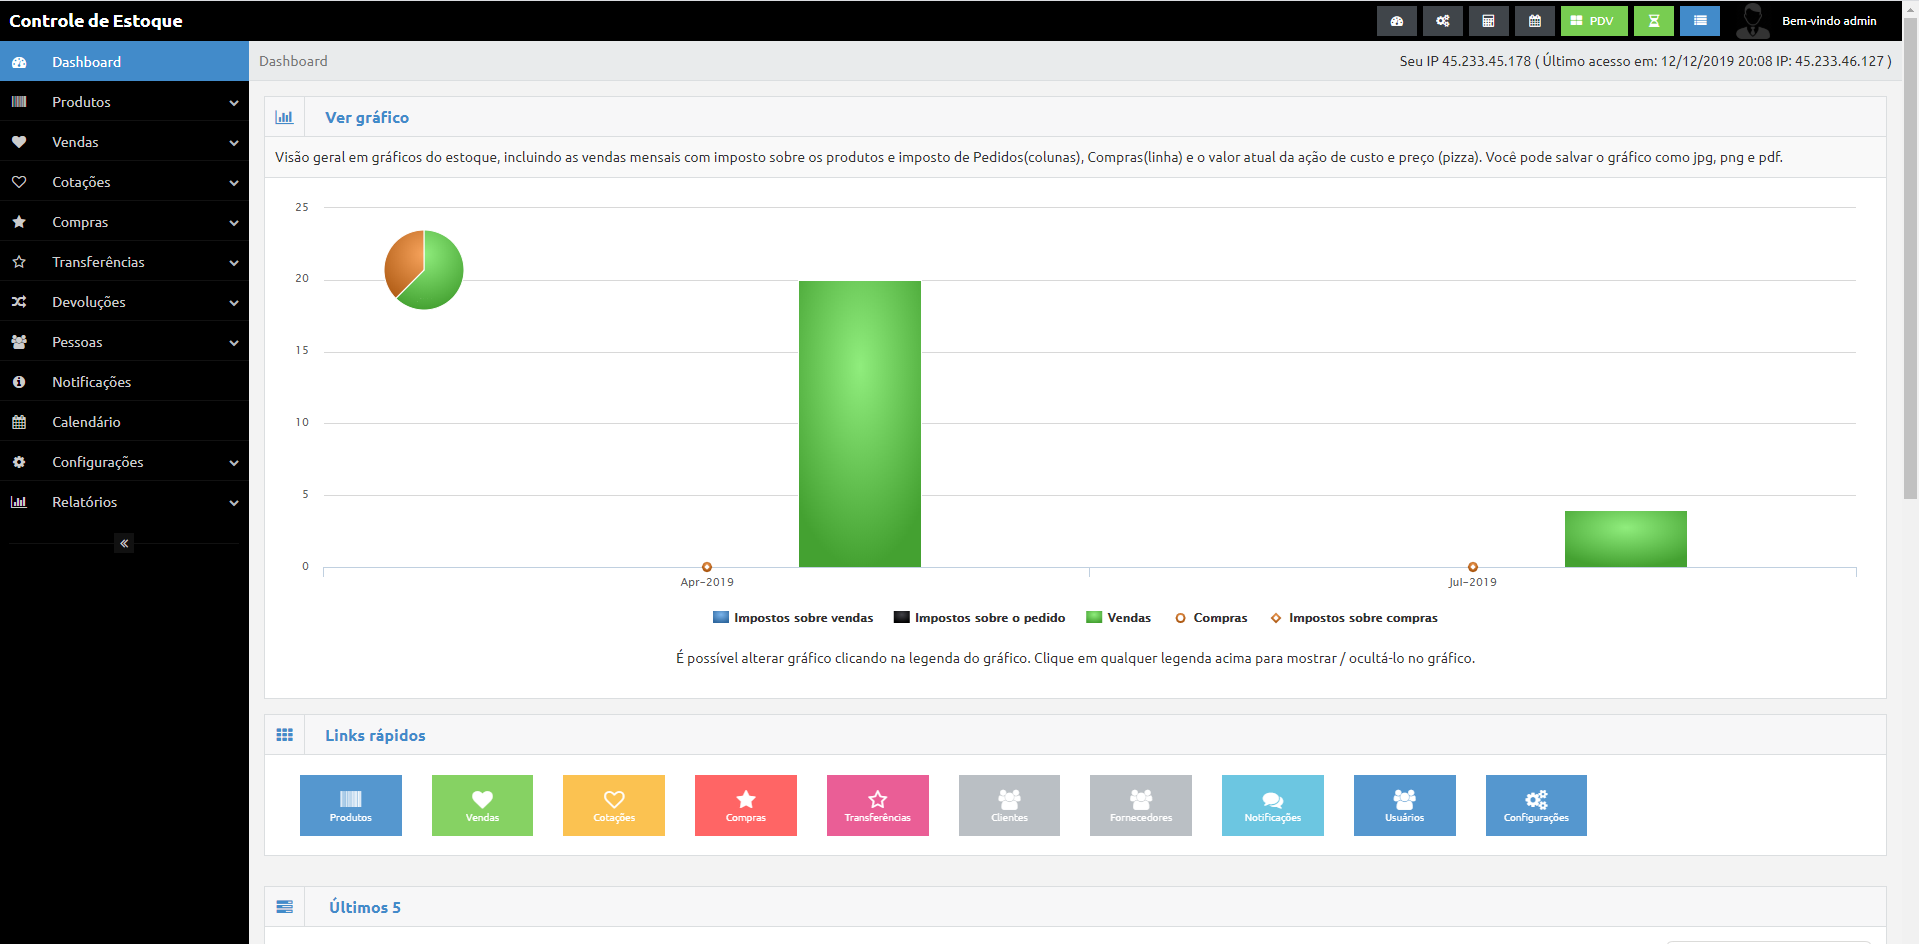 Controle de Estoque
PDV
Bem-vindo admin
Dashboard
Produtos
Vendas
Cotações
Compras
Transferências
Devoluções
Pessoas
Notificações
Calendário
Configurações
Relatórios
Dashboard
Seu IP 45.233.45.178 ( Último acesso em: 12/12/2019 20:08 IP: 45.233.46.127 )
Ver gráfico
Visão geral em gráficos do estoque, incluindo as vendas mensais com imposto sobre os produtos e imposto de Pedidos(colunas), Compras(linha) e o valor atual da ação de custo e preço (pizza). Você pode salvar o gráfico como jpg, png e pdf.
25
20
15
10
5
0
Apr-2019
Jul-2019
Impostos sobre vendas
Impostos sobre o pedido
Vendas
Compras
Impostos sobre compras
É possível alterar gráfico clicando na legenda do gráfico. Clique em qualquer legenda acima para mostrar / ocultá-lo no gráfico.
Links rápidos
Produtos
Vendas
Cotações
Compras
Transferências
Clientes
Fornecedores
Notificações
Usuários
Configurações
Últimos 5